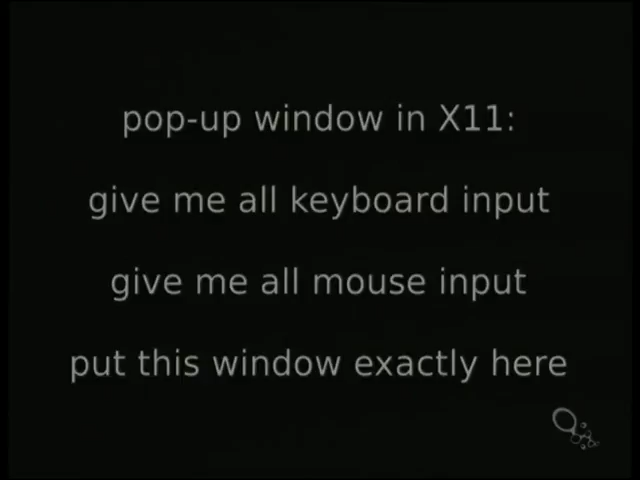 pop-up window in X11:
give me all keyboard input
give me all mouse input
put this window exactly here